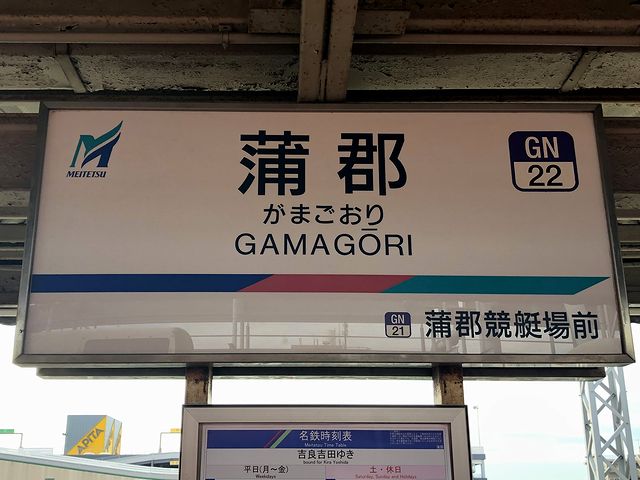 MEITETSU
蒲郡
GN
22
がまごおり
GAMAGŌRI
GN
21
蒲郡競艇場前
APITA
名鉄時刻表
Meitetsu Time Table
吉良吉田ゆき
bound for Kira Yoshida
平日(月～金)
Weekdays
土・休日
Saturday, Sunday and Holidays